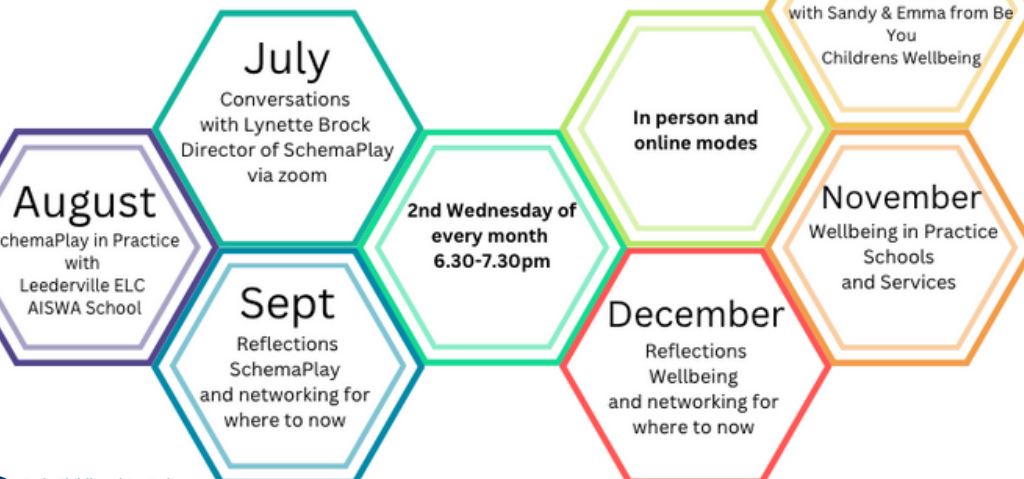 with Sandy & Emma from Be
You
Childrens Wellbeing
July
Conversations
with Lynette Brock
Director of SchemaPlay
via zoom
In person and
online modes
August
chemaPlay in Practice
with
Leederville ELC
AISWA School
2nd Wednesday of
every month
6.30-7.30pm
November
Wellbeing in Practice
Schools
and Services
Sept
Reflections
SchemaPlay
and networking for
where to now
December
Reflections
Wellbeing
and networking for
where to now